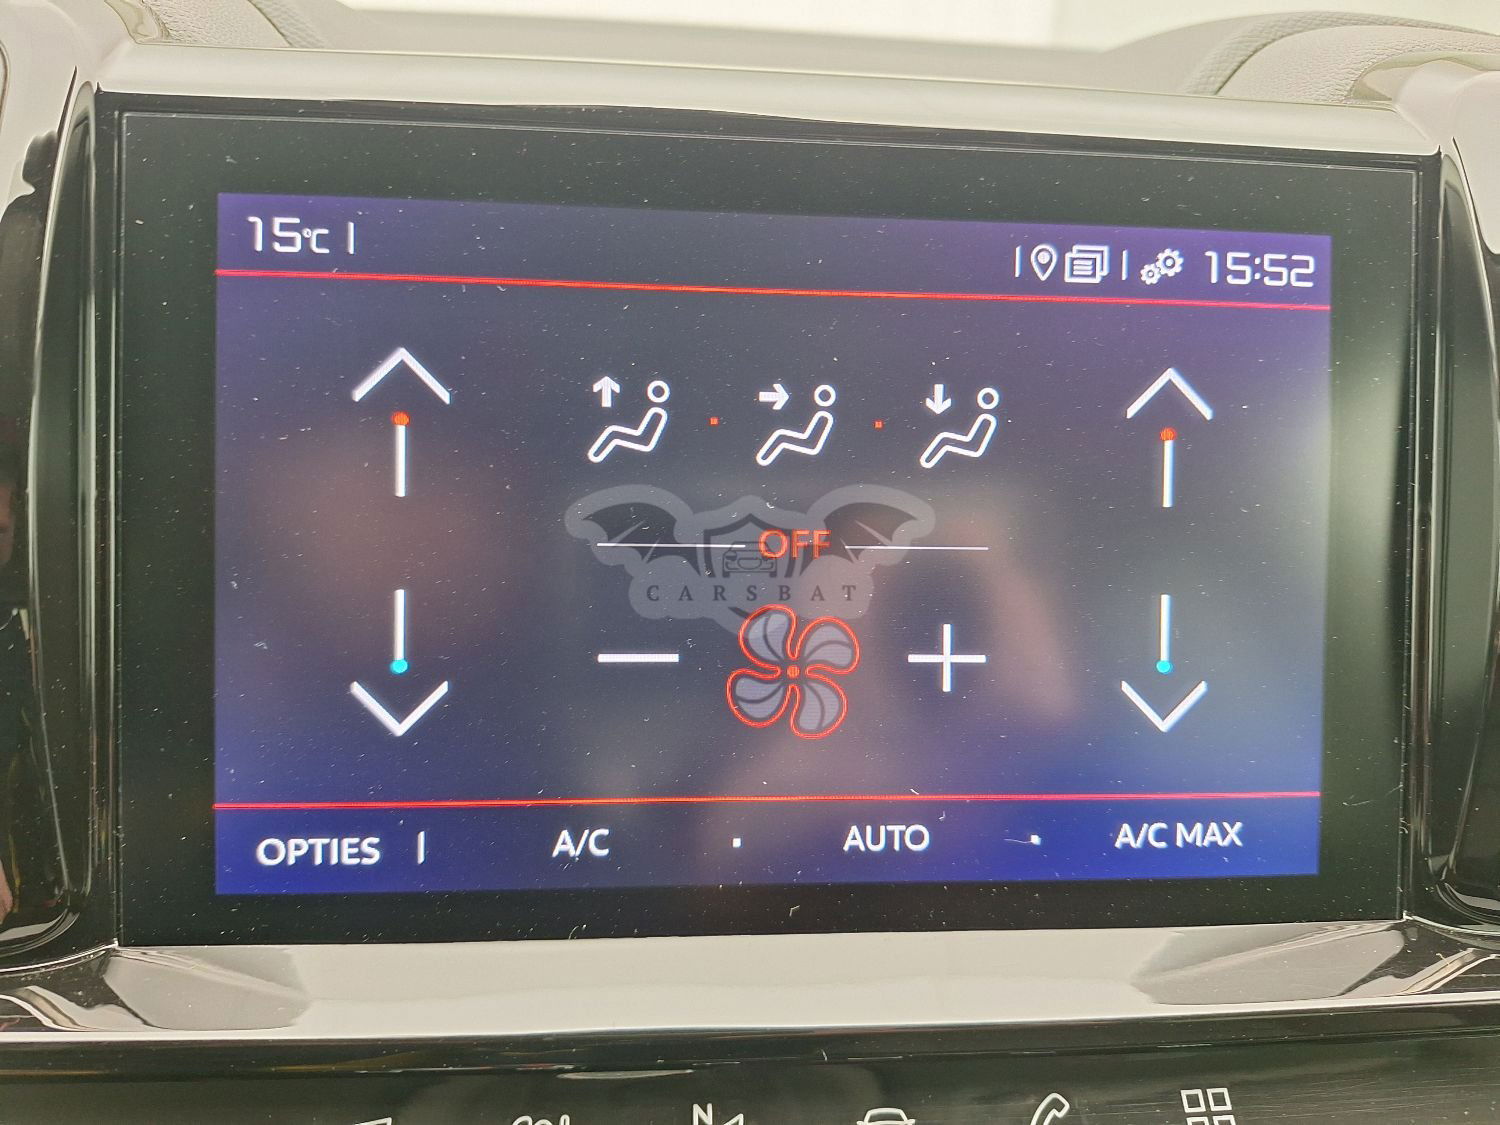 15°C
15:52
OFF
CARSBAT
OPTIES A/C AUTO A/C MAX
N